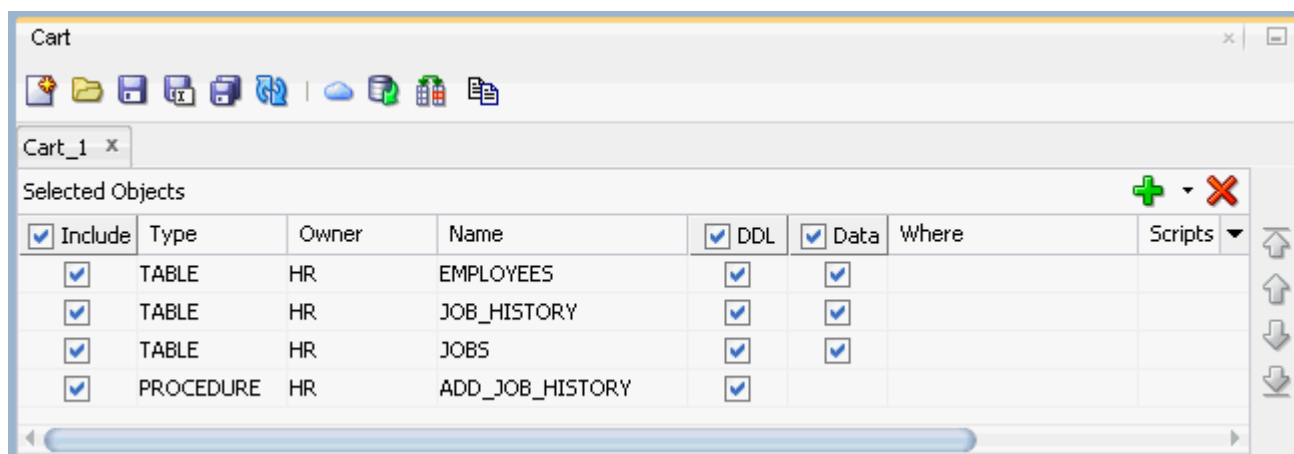 Cart
Cart_1
Selected Objects
Include Type Owner Name DDL Data Where Scripts
TABLE HR EMPLOYEES
TABLE HR JOB_HISTORY
TABLE HR JOBS
PROCEDURE HR ADD_JOB_HISTORY